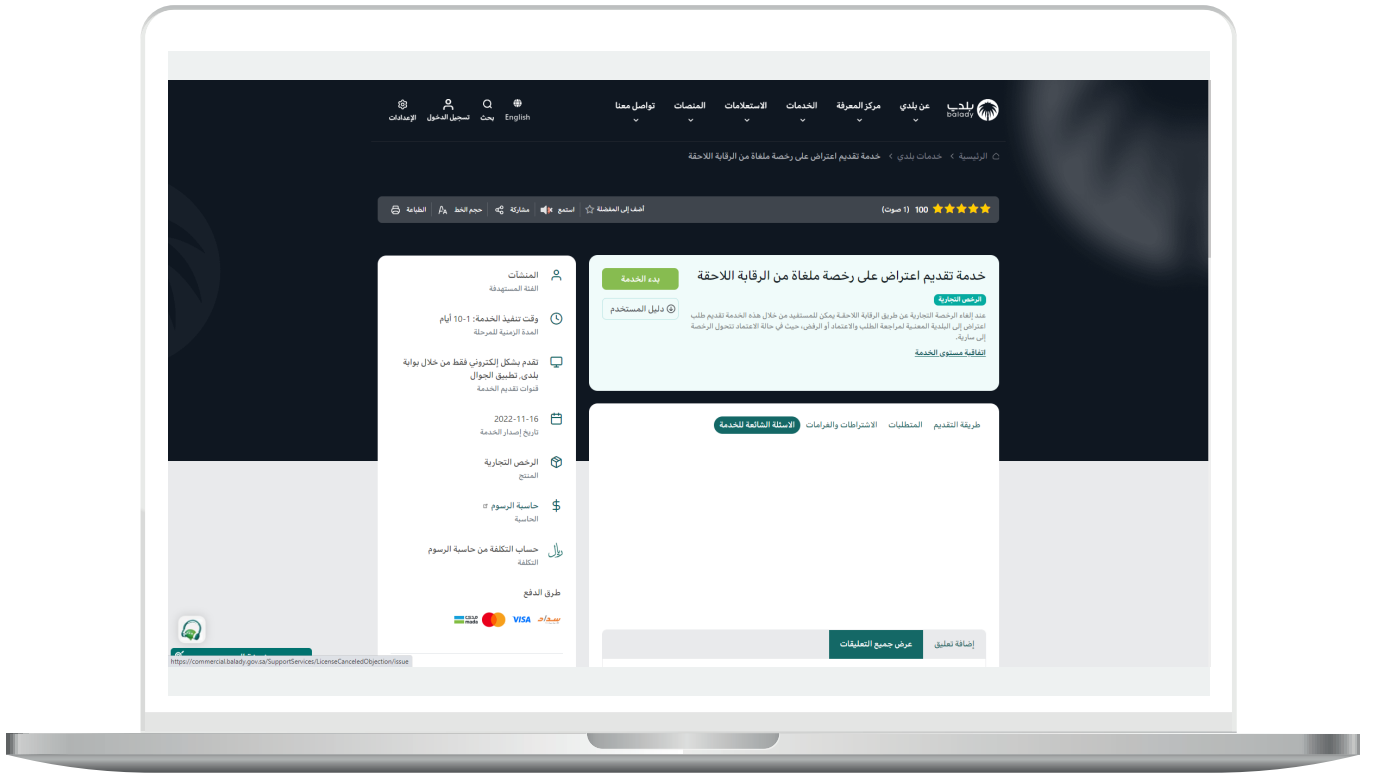 بلدي
balady
عن بلدي
مركز المعرفة
الخدمات
الاستعلامات
المنصات
تواصل معنا
English
بحث
تسجيل الدخول
الإعدادات
الرئيسية > خدمات بلدي > خدمة تقديم اعتراض على رخصة ملغاة من الرقابة اللاحقة
100 (1 صوت)
أضف إلى المفضلة
استمع
مشاركة
حجم الخط
الطباعة
خدمة تقديم اعتراض على رخصة ملغاة من الرقابة اللاحقة
بدء الخدمة
الرخص التجارية
دليل المستخدم
عند إلغاء الرخصة التجارية عن طريق الرقابة اللاحقة يمكن للمستفيد من خلال هذه الخدمة تقديم طلب
اعتراض إلى البلدية المعنية لمراجعة الطلب والاعتماد أو الرفض، حيث في حالة الاعتماد تتحول الرخصة
إلى سارية.
اتفاقية مستوى الخدمة
طريقة التقديم
المتطلبات
الاشتراطات والغرامات
الاسئلة الشائعة للخدمة
إضافة تعليق
عرض جميع التعليقات
المنشآت
الفئة المستهدفة
وقت تنفيذ الخدمة: 1-10 أيام
المدة الزمنية للمرحلة
تقدم بشكل إلكتروني فقط من خلال بوابة
بلدي, تطبيق الجوال
قنوات تقديم الخدمة
2022-11-16
تاريخ إصدار الخدمة
الرخص التجارية
المنتج
حاسبة الرسوم
الحاسبة
حساب التكلفة من حاسبة الرسوم
التكلفة
طرق الدفع
سداد
VISA
مدى
mada
https://commercial.balady.gov.sa/SupportServices/LicenseCanceledObjection/issue